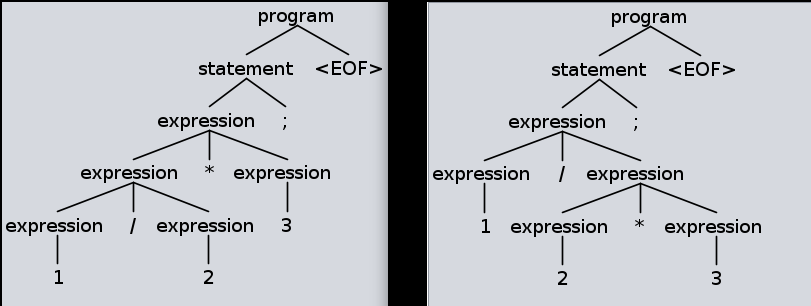 program
statement <EOF>
expression ;
expression * expression
expression / expression 3
1 2
program
statement <EOF>
expression ;
expression / expression
1 expression * expression
2 3